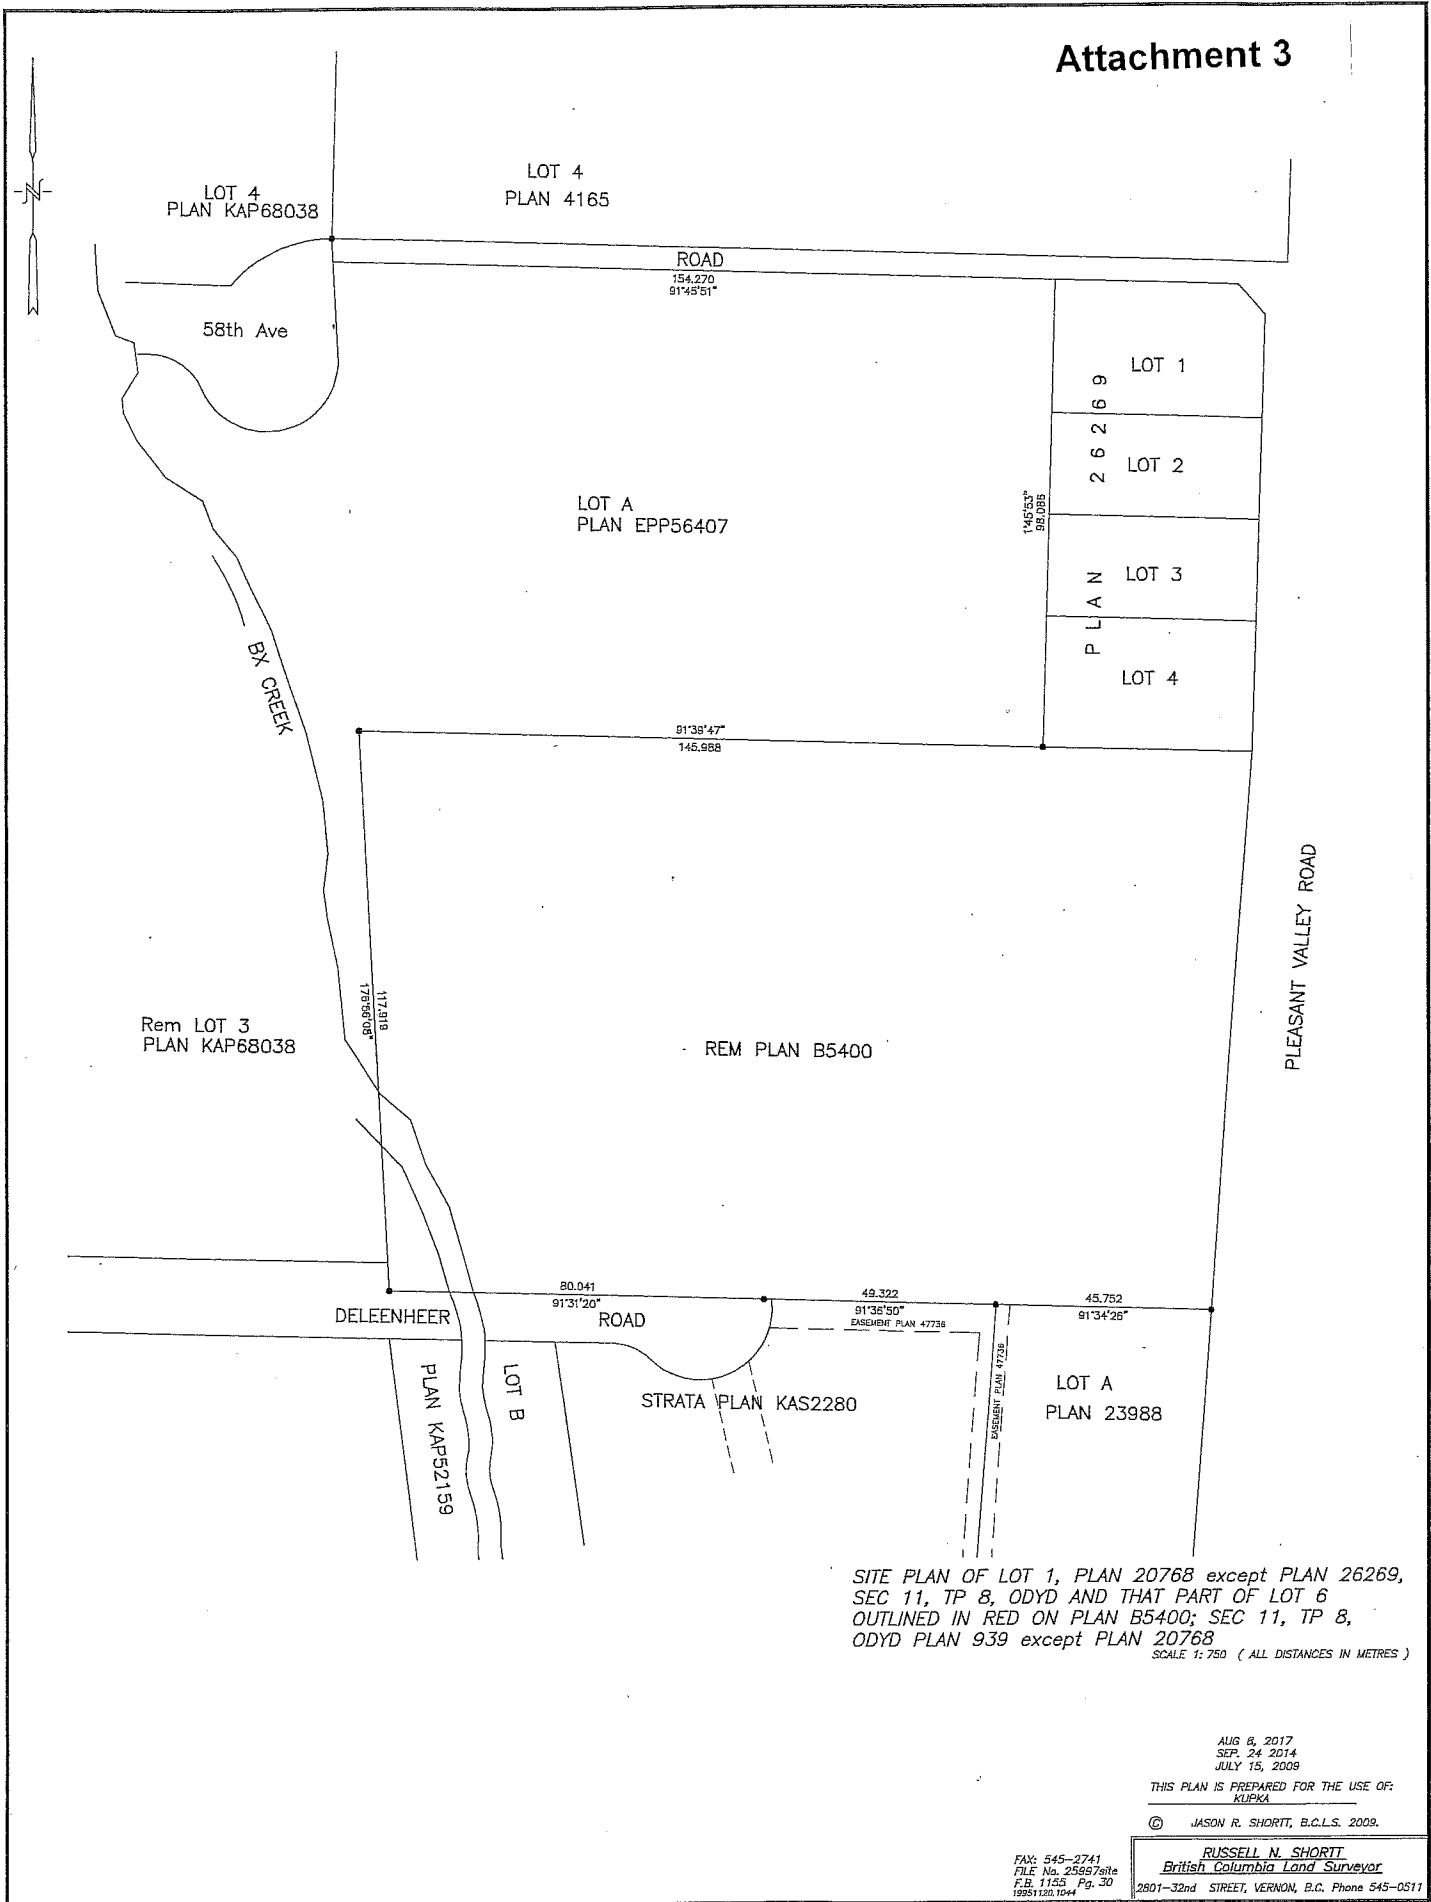 Attachment 3
N
LOT 4
PLAN KAP68038
LOT 4
PLAN 4165
ROAD
154.270
91°45'51"
58th Ave
LOT 1
LOT 2
LOT 3
LOT 4
PLAN 26269
LOT A
PLAN EPP56407
1°45'53"
98.086
BX CREEK
91°39'47"
145.988
PLEASANT VALLEY ROAD
117.919
Rem LOT 3
PLAN KAP68038
REM PLAN B5400
80.041
91°31'20"
49.322
91°36'50"
EASEMENT PLAN 47736
45.752
91°34'26"
DELEENHEER ROAD
EASEMENT PLAN 47736
LOT A
PLAN 23988
STRATA PLAN KAS2280
LOT B
PLAN KAP52159
SITE PLAN OF LOT 1, PLAN 20768 except PLAN 26269,
SEC 11, TP 8, ODYD AND THAT PART OF LOT 6
OUTLINED IN RED ON PLAN B5400; SEC 11, TP 8,
ODYD PLAN 939 except PLAN 20768
SCALE 1: 750 ( ALL DISTANCES IN METRES )
AUG 8, 2017
SEP. 24 2014
JULY 15, 2009
THIS PLAN IS PREPARED FOR THE USE OF:
KUPKA
© JASON R. SHORTT, B.C.L.S. 2009.
FAX: 545-2741
FILE No. 25997site
F.B. 1155 Pg. 30
19951120,1044
RUSSELL N. SHORTT
British Columbia Land Surveyor
2801-32nd STREET, VERNON, B.C. Phone 545-0511